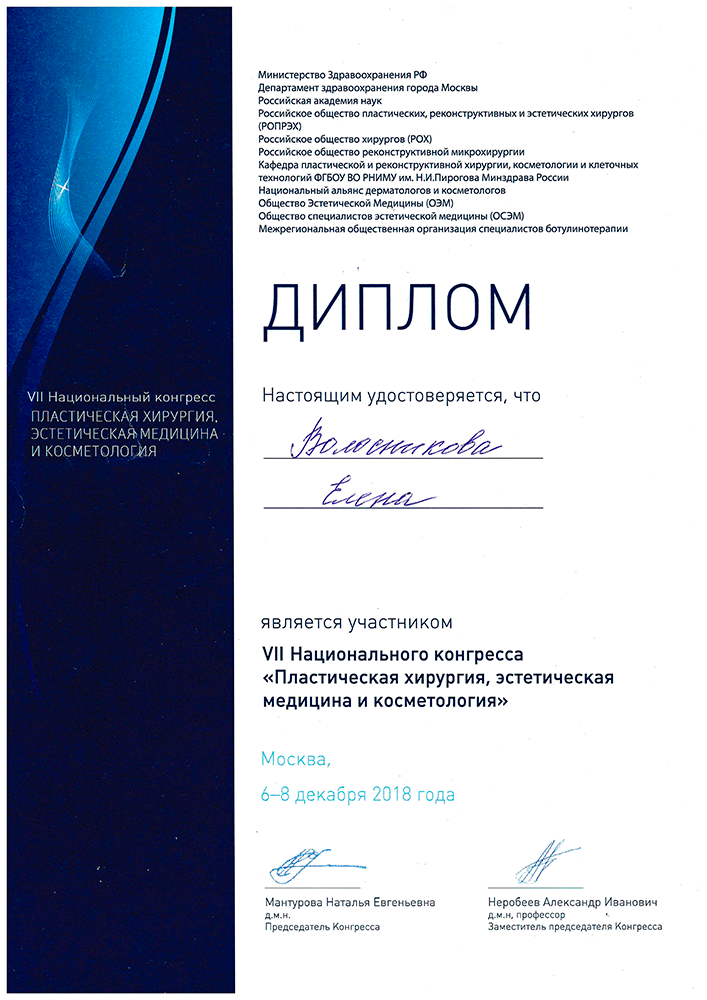 Министерство Здравоохранения РФ
Департамент здравоохранения города Москвы
Российская академия наук
Российское общество пластических, реконструктивных и эстетических хирургов
(РОПРЭХ)
Российское общество хирургов (РОХ)
Российское общество реконструктивной микрохирургии
Кафедра пластической и реконструктивной хирургии, косметологии и клеточных
технологий ФГБОУ ВО РНИМУ им. Н.И.Пирогова Минздрава России
Национальный альянс дерматологов и косметологов
Общество Эстетической Медицины (ОЭМ)
Общество специалистов эстетической медицины (ОСЭМ)
Межрегиональная общественная организация специалистов ботулинотерапии
ДИПЛОМ
VII Национальный конгресс
ПЛАСТИЧЕСКАЯ ХИРУРГИЯ,
ЭСТЕТИЧЕСКАЯ МЕДИЦИНА
И КОСМЕТОЛОГИЯ
Настоящим удостоверяется, что
Волосникова
Елена
является участником
VII Национального конгресса
«Пластическая хирургия, эстетическая
медицина и косметология»
Москва,
6–8 декабря 2018 года
Мантурова Наталья Евгеньевна
д.м.н.
Председатель Конгресса
Неробеев Александр Иванович
д.м.н, профессор
Заместитель председателя Конгресса